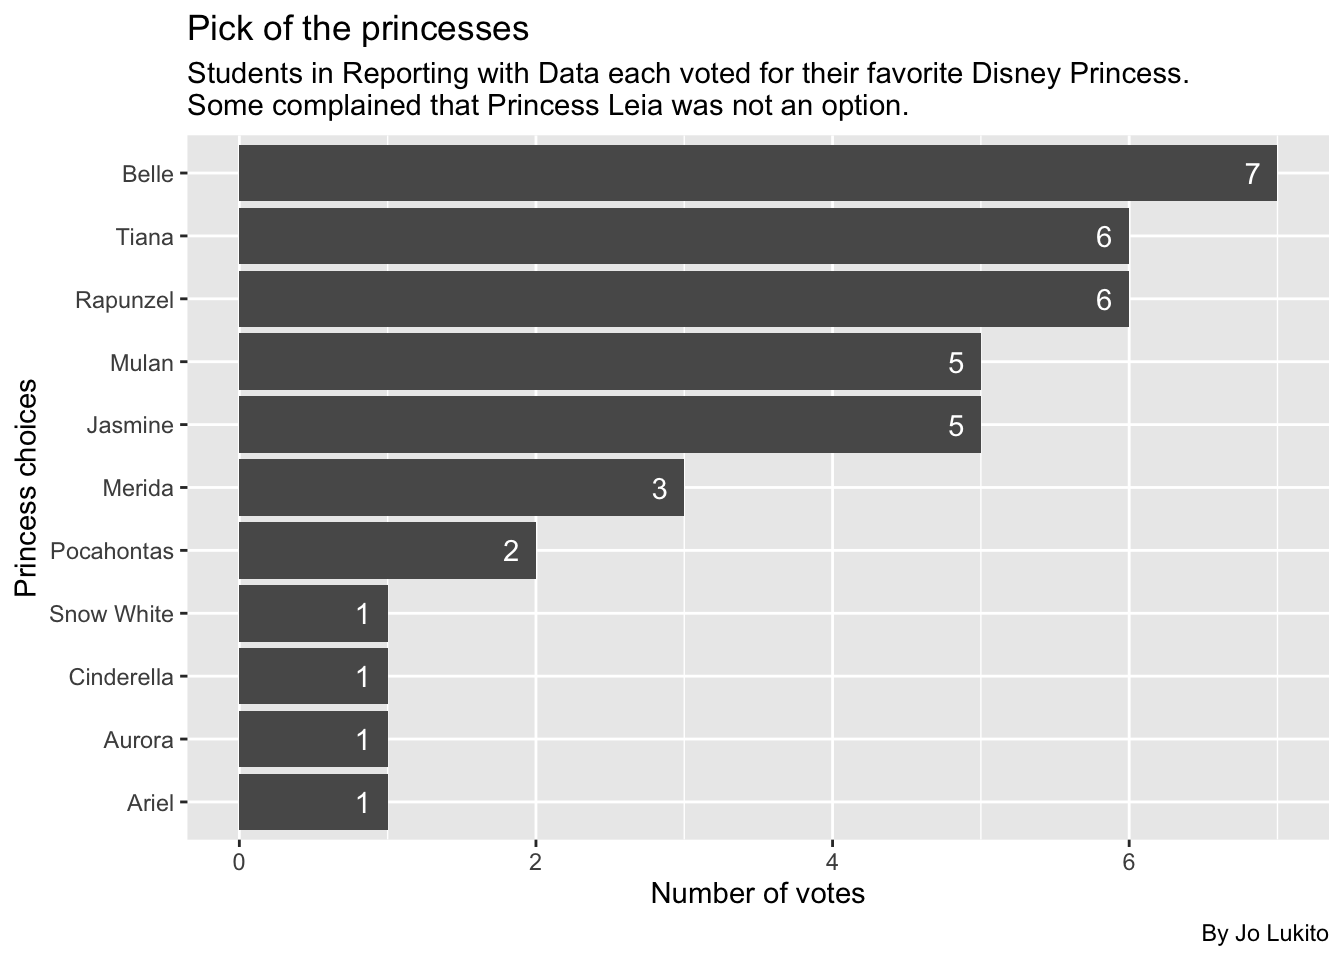 Pick of the princesses
Students in Reporting with Data each voted for their favorite Disney Princess.
Some complained that Princess Leia was not an option.
Princess choices
Belle 7
Tiana 6
Rapunzel 6
Mulan 5
Jasmine 5
Merida 3
Pocahontas 2
Snow White 1
Cinderella 1
Aurora 1
Ariel 1
0 2 4 6
Number of votes
By Jo Lukito